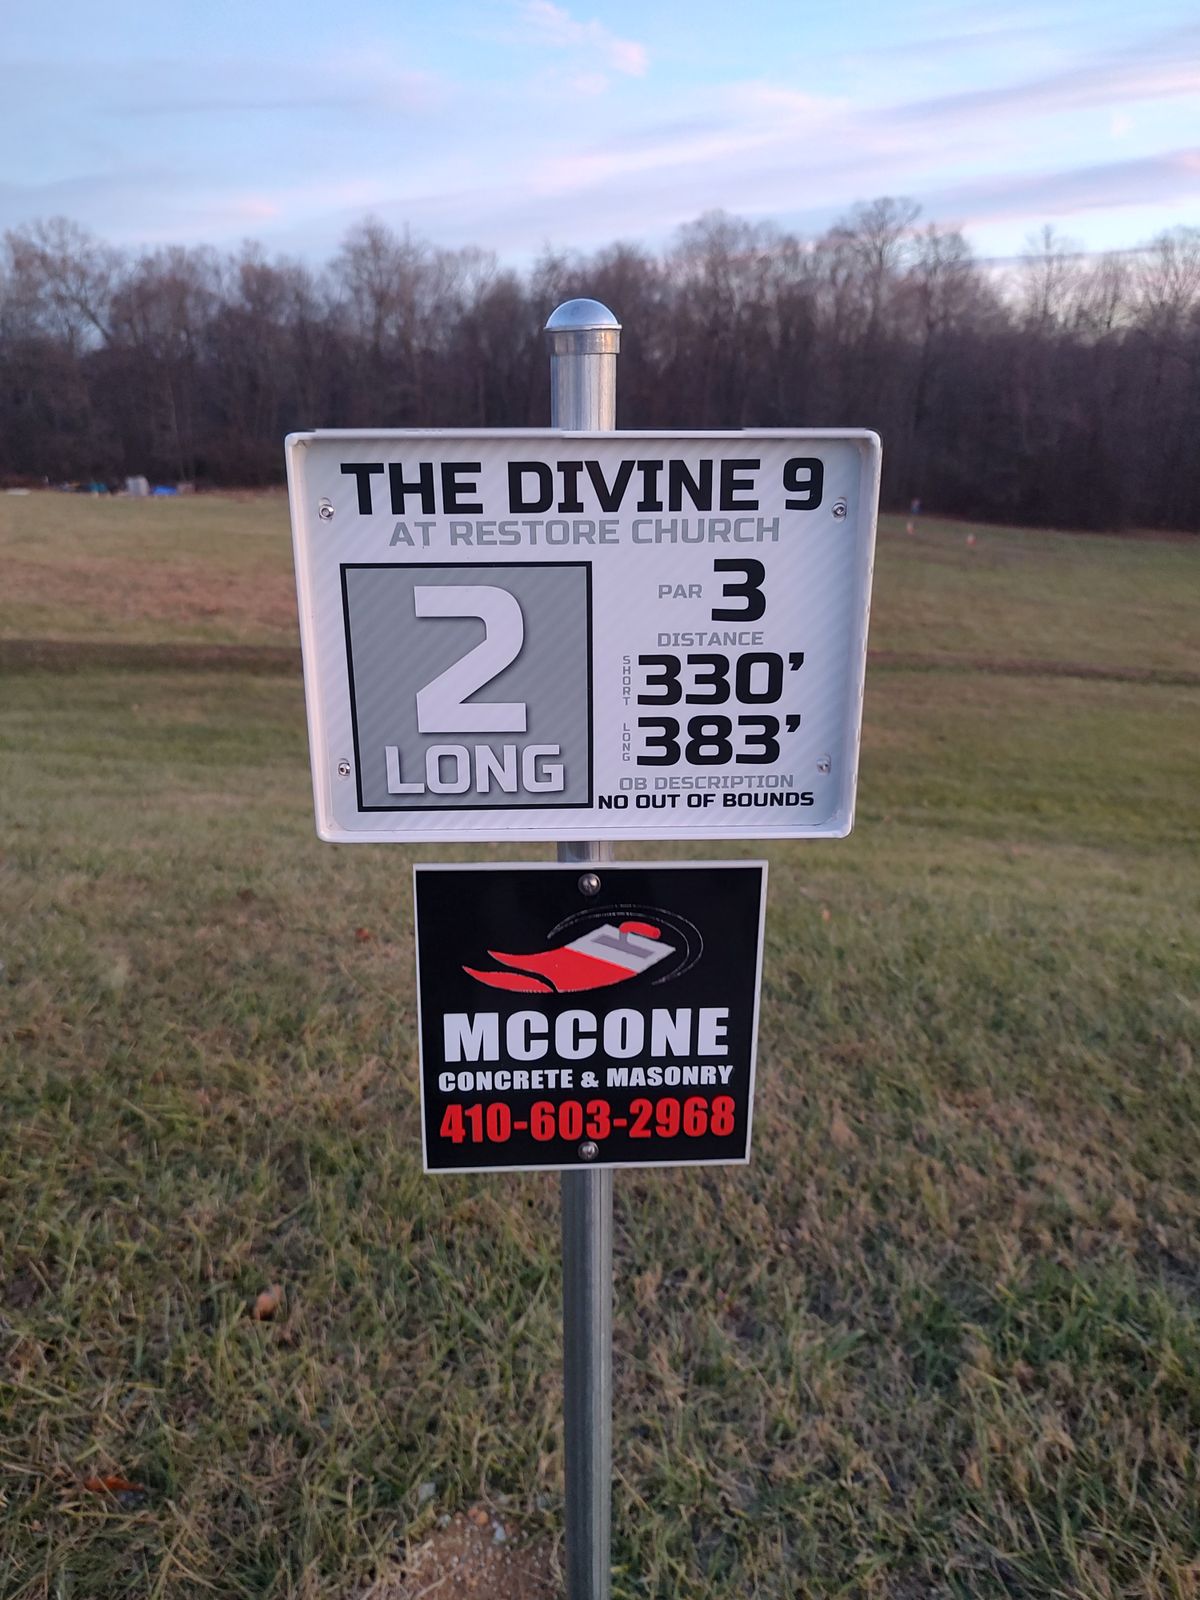 THE DIVINE 9
AT RESTORE CHURCH
2
LONG
PAR 3
DISTANCE
SHORT 330'
LONG 383'
OB DESCRIPTION
NO OUT OF BOUNDS
MCCONE
CONCRETE & MASONRY
410-603-2968